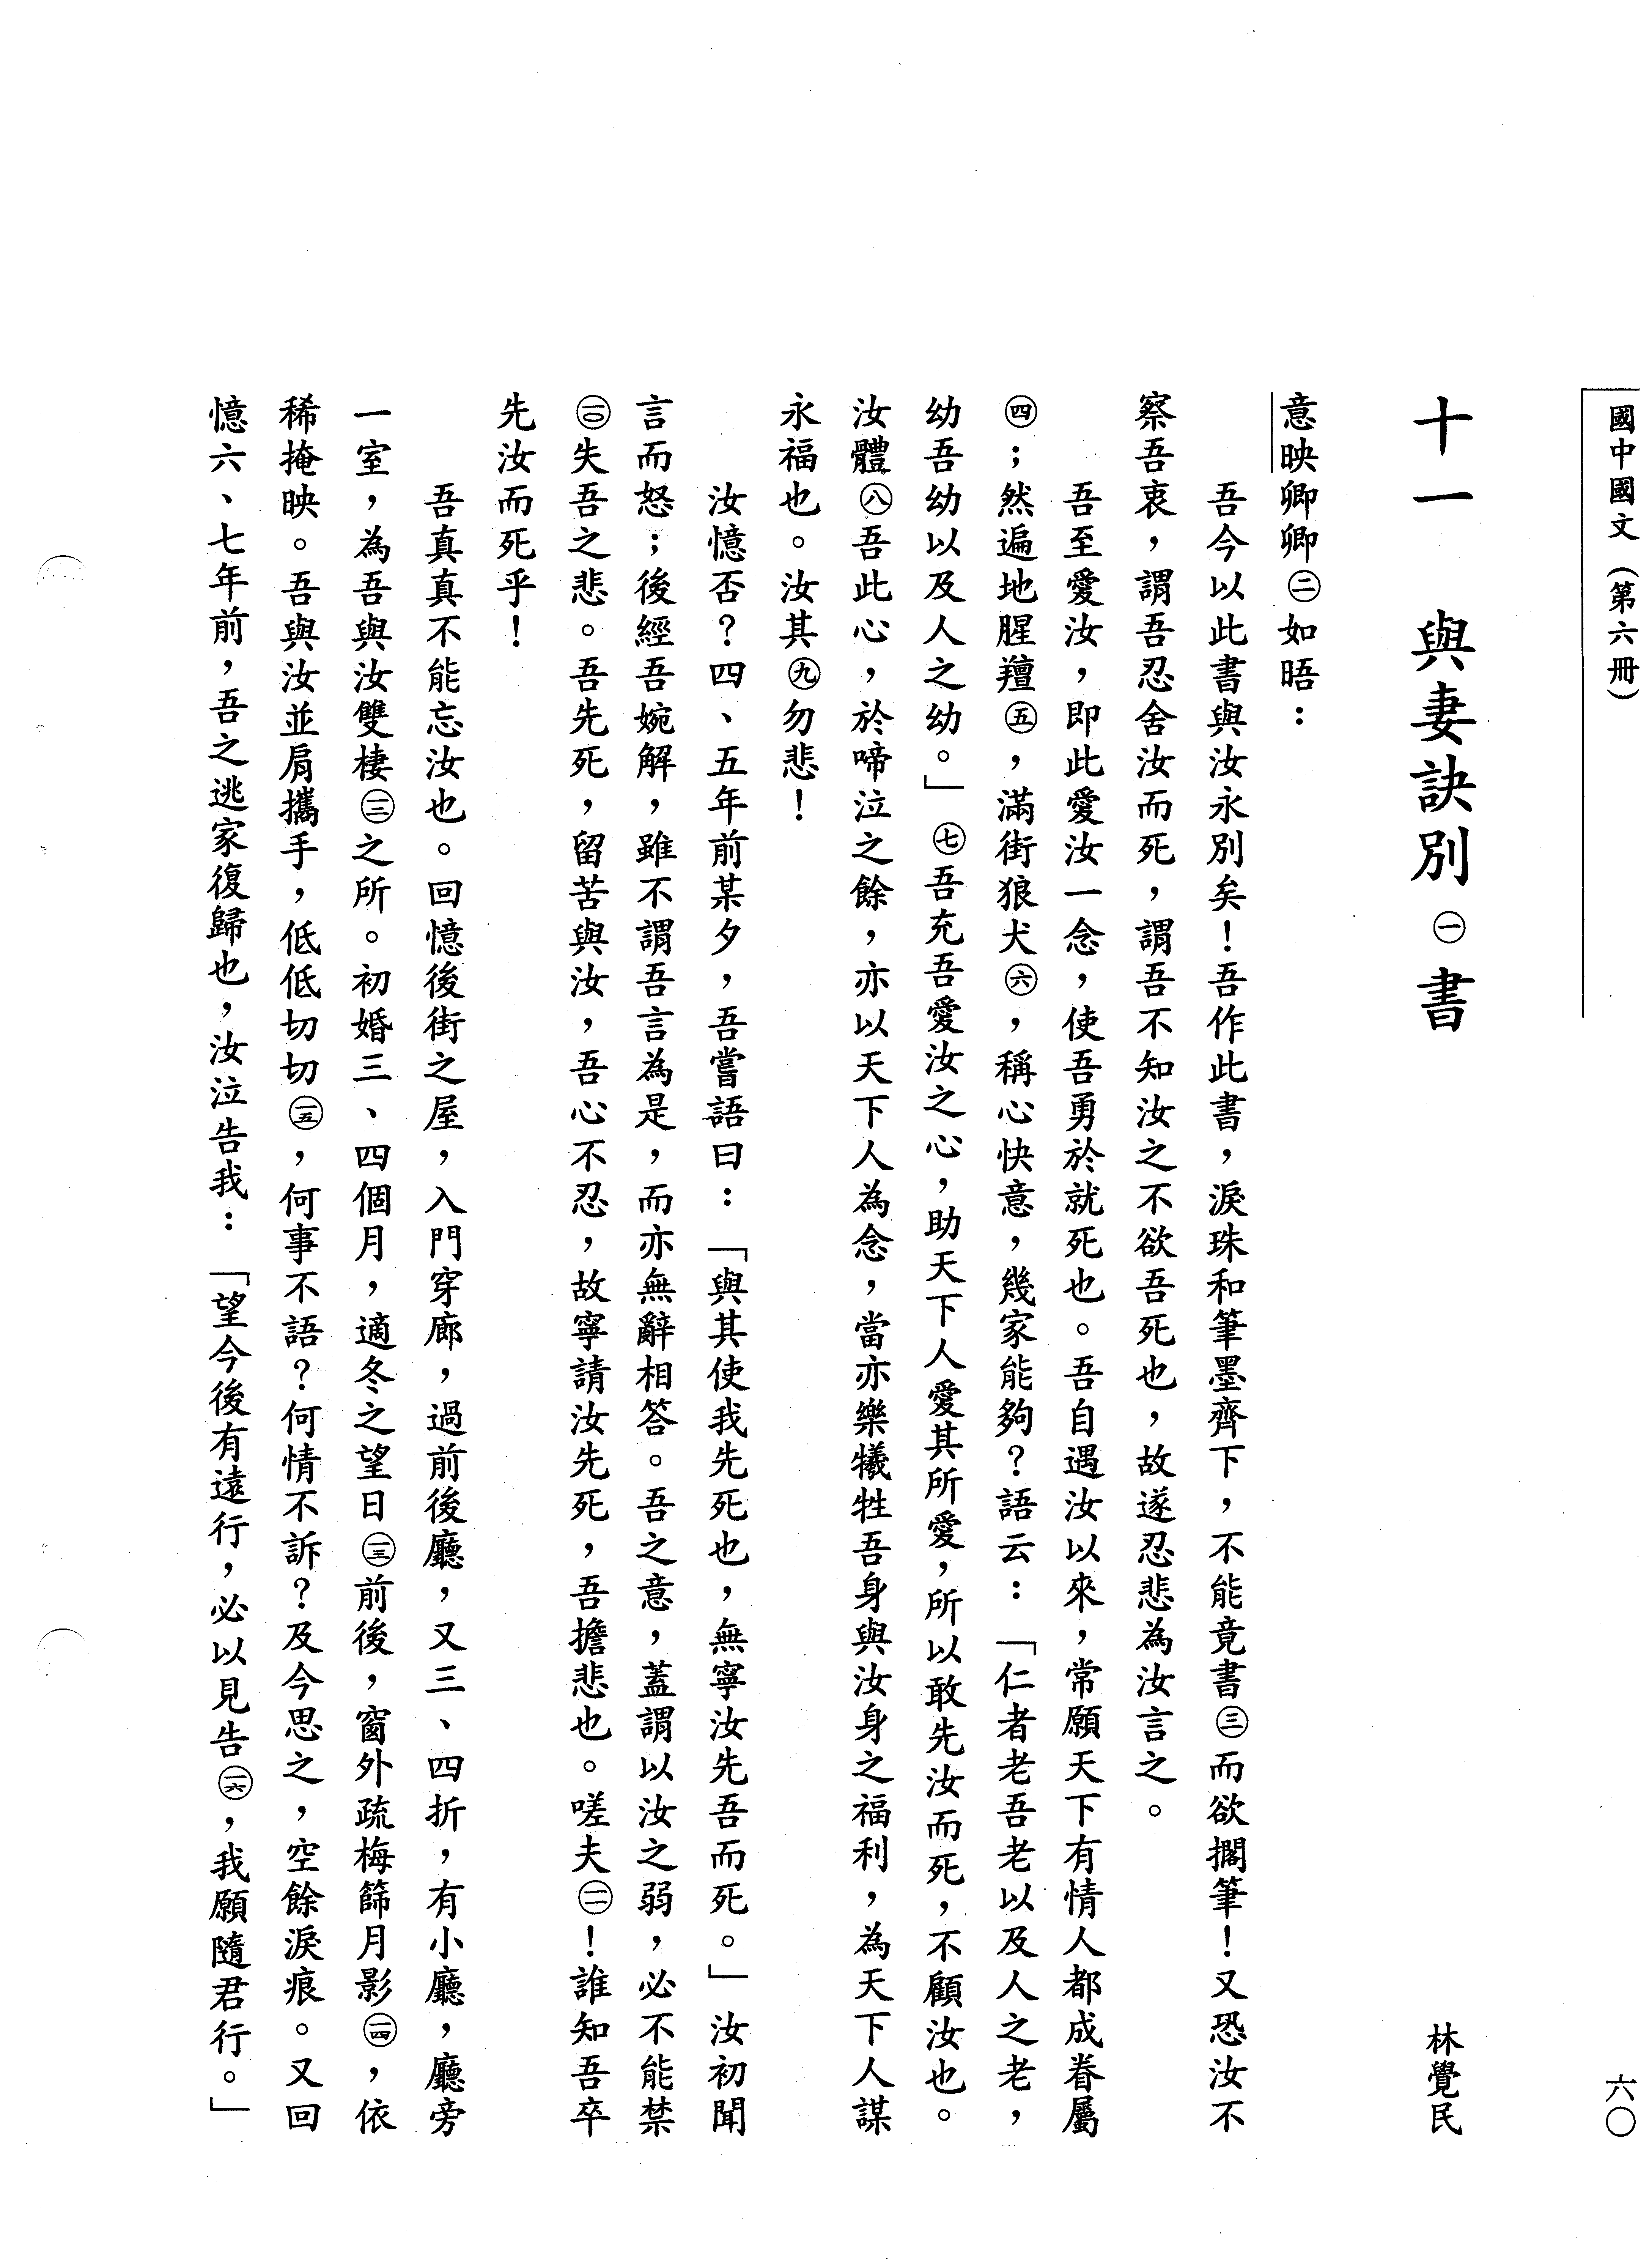 國中國文（第六冊）
六〇
十一　與妻訣別㊀書
林覺民
意映卿卿㊁如晤：
吾今以此書與汝永別矣！吾作此書，淚珠和筆墨齊下，不能竟書㊂而欲擱筆！又恐汝不
察吾衷，謂吾忍舍汝而死，謂吾不知汝之不欲吾死也，故遂忍悲為汝言之。
吾至愛汝，即此愛汝一念，使吾勇於就死也。吾自遇汝以來，常願天下有情人都成眷屬
㊃；然遍地腥羶㊄，滿街狼犬㊅，稱心快意，幾家能夠？語云：「仁者老吾老以及人之老，
幼吾幼以及人之幼。」㊆吾充吾愛汝之心，助天下人愛其所愛，所以敢先汝而死，不顧汝也。
汝體㊇吾此心，於啼泣之餘，亦以天下人為念，當亦樂犧牲吾身與汝身之福利，為天下人謀
永福也。汝其㊈勿悲！
汝憶否？四、五年前某夕，吾嘗語曰：「與其使我先死也，無寧汝先吾而死。」汝初聞
言而怒；後經吾婉解，雖不謂吾言為是，而亦無辭相答。吾之意，蓋謂以汝之弱，必不能禁
(一〇)失吾之悲。吾先死，留苦與汝，吾心不忍，故寧請汝先死，吾擔悲也。嗟夫(一一)！誰知吾卒
先汝而死乎！
吾真真不能忘汝也。回憶後街之屋，入門穿廊，過前後廳，又三、四折，有小廳，廳旁
一室，為吾與汝雙棲(一二)之所。初婚三、四個月，適冬之望日(一三)前後，窗外疏梅篩月影(一四)，依
稀掩映。吾與汝並肩攜手，低低切切(一五)，何事不語？何情不訴？及今思之，空餘淚痕。又回
憶六、七年前，吾之逃家復歸也，汝泣告我：「望今後有遠行，必以見告(一六)，我願隨君行。」